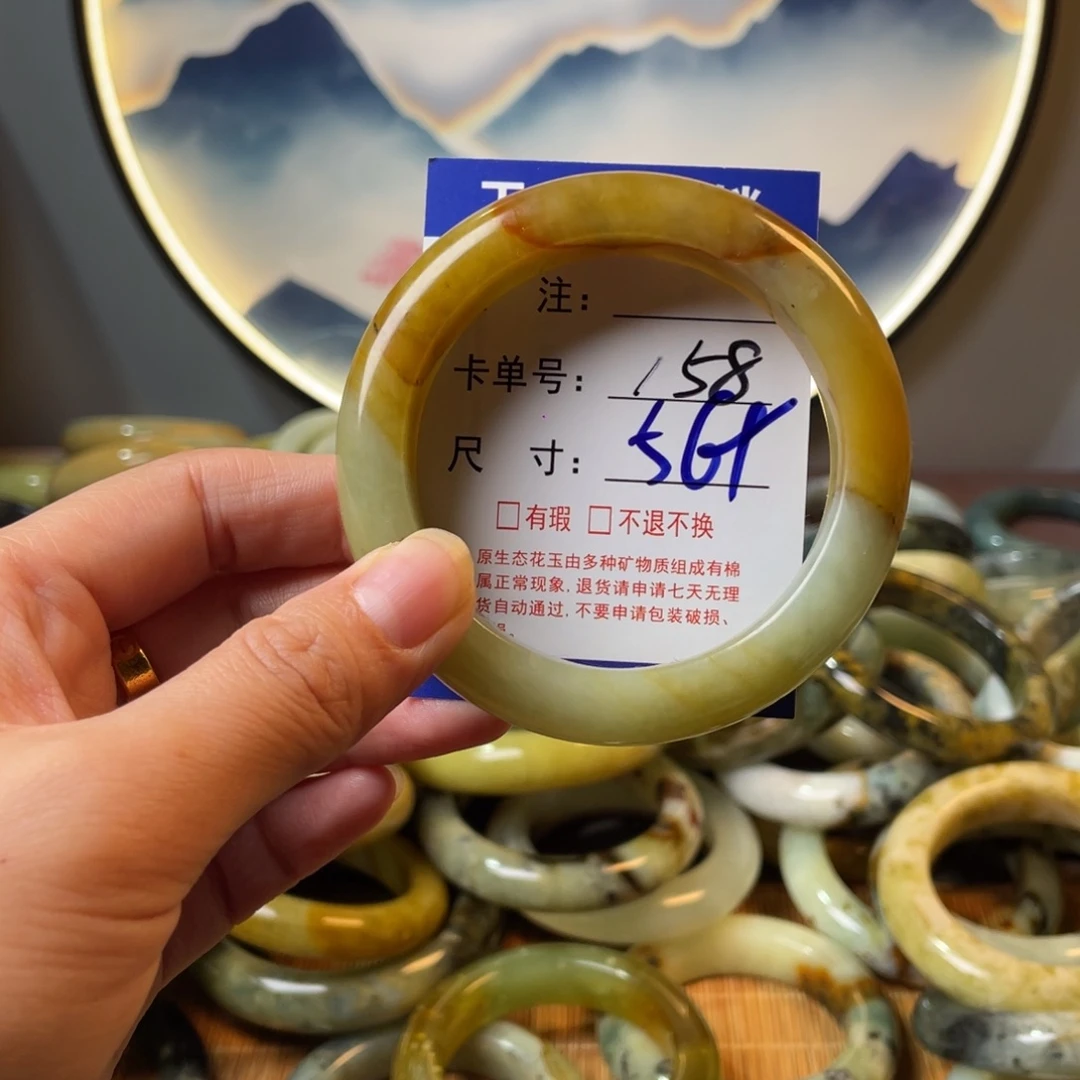 注：
卡单号：158
尺 寸：56+
□有瑕 □不退不换
原生态花玉由多种矿物质组成有棉
属正常现象，退货请申请七天无理
货自动通过，不要申请包装破损、